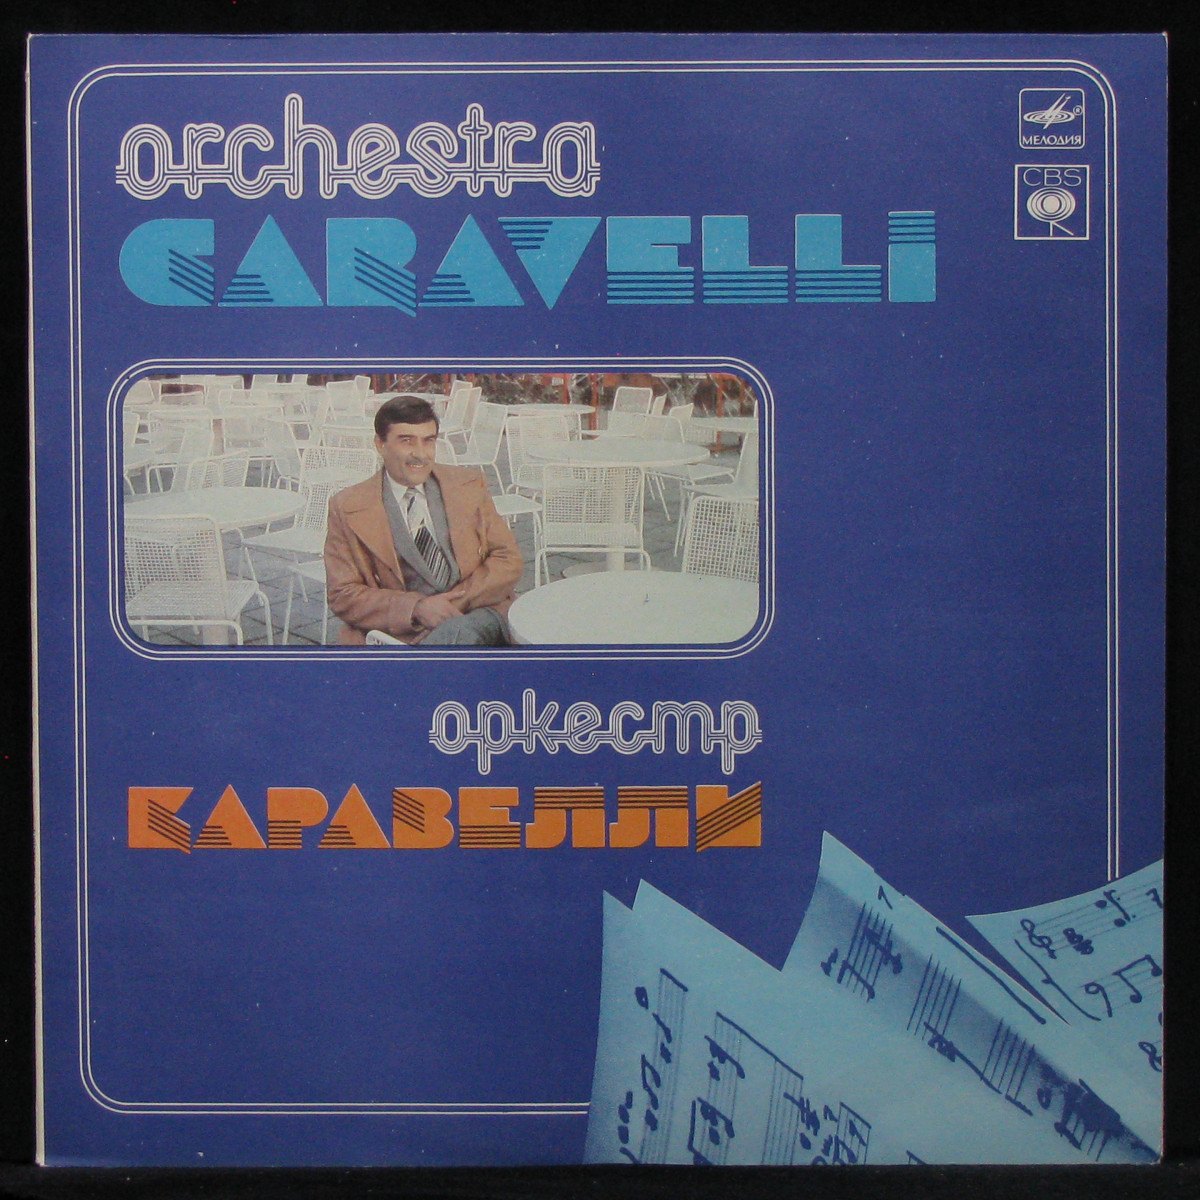 orchestra
CARAVELLI
МЕЛОДИЯ
CBS
оркестр
КАРАВЕЛЛИ